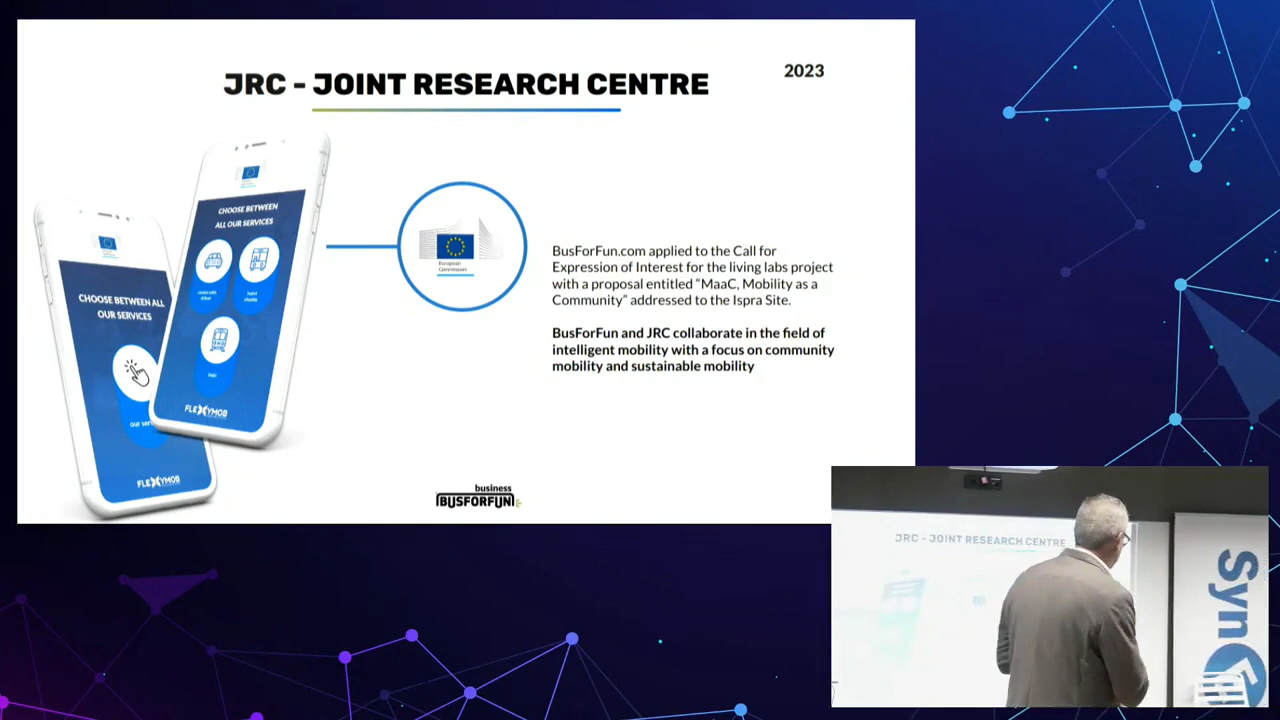 JRC - JOINT RESEARCH CENTRE
2023
CHOOSE BETWEEN
ALL OUR SERVICES
CHOOSE BETWEEN ALL
OUR SERVICES
FLEXYMOB
FLEXYMOB
European
Commission
BusForFun.com applied to the Call for
Expression of Interest for the living labs project
with a proposal entitled “MaaC, Mobility as a
Community” addressed to the Ispra Site.
BusForFun and JRC collaborate in the field of
intelligent mobility with a focus on community
mobility and sustainable mobility
business
BUSFORFUN
JRC - JOINT RESEARCH CENTRE
Syn